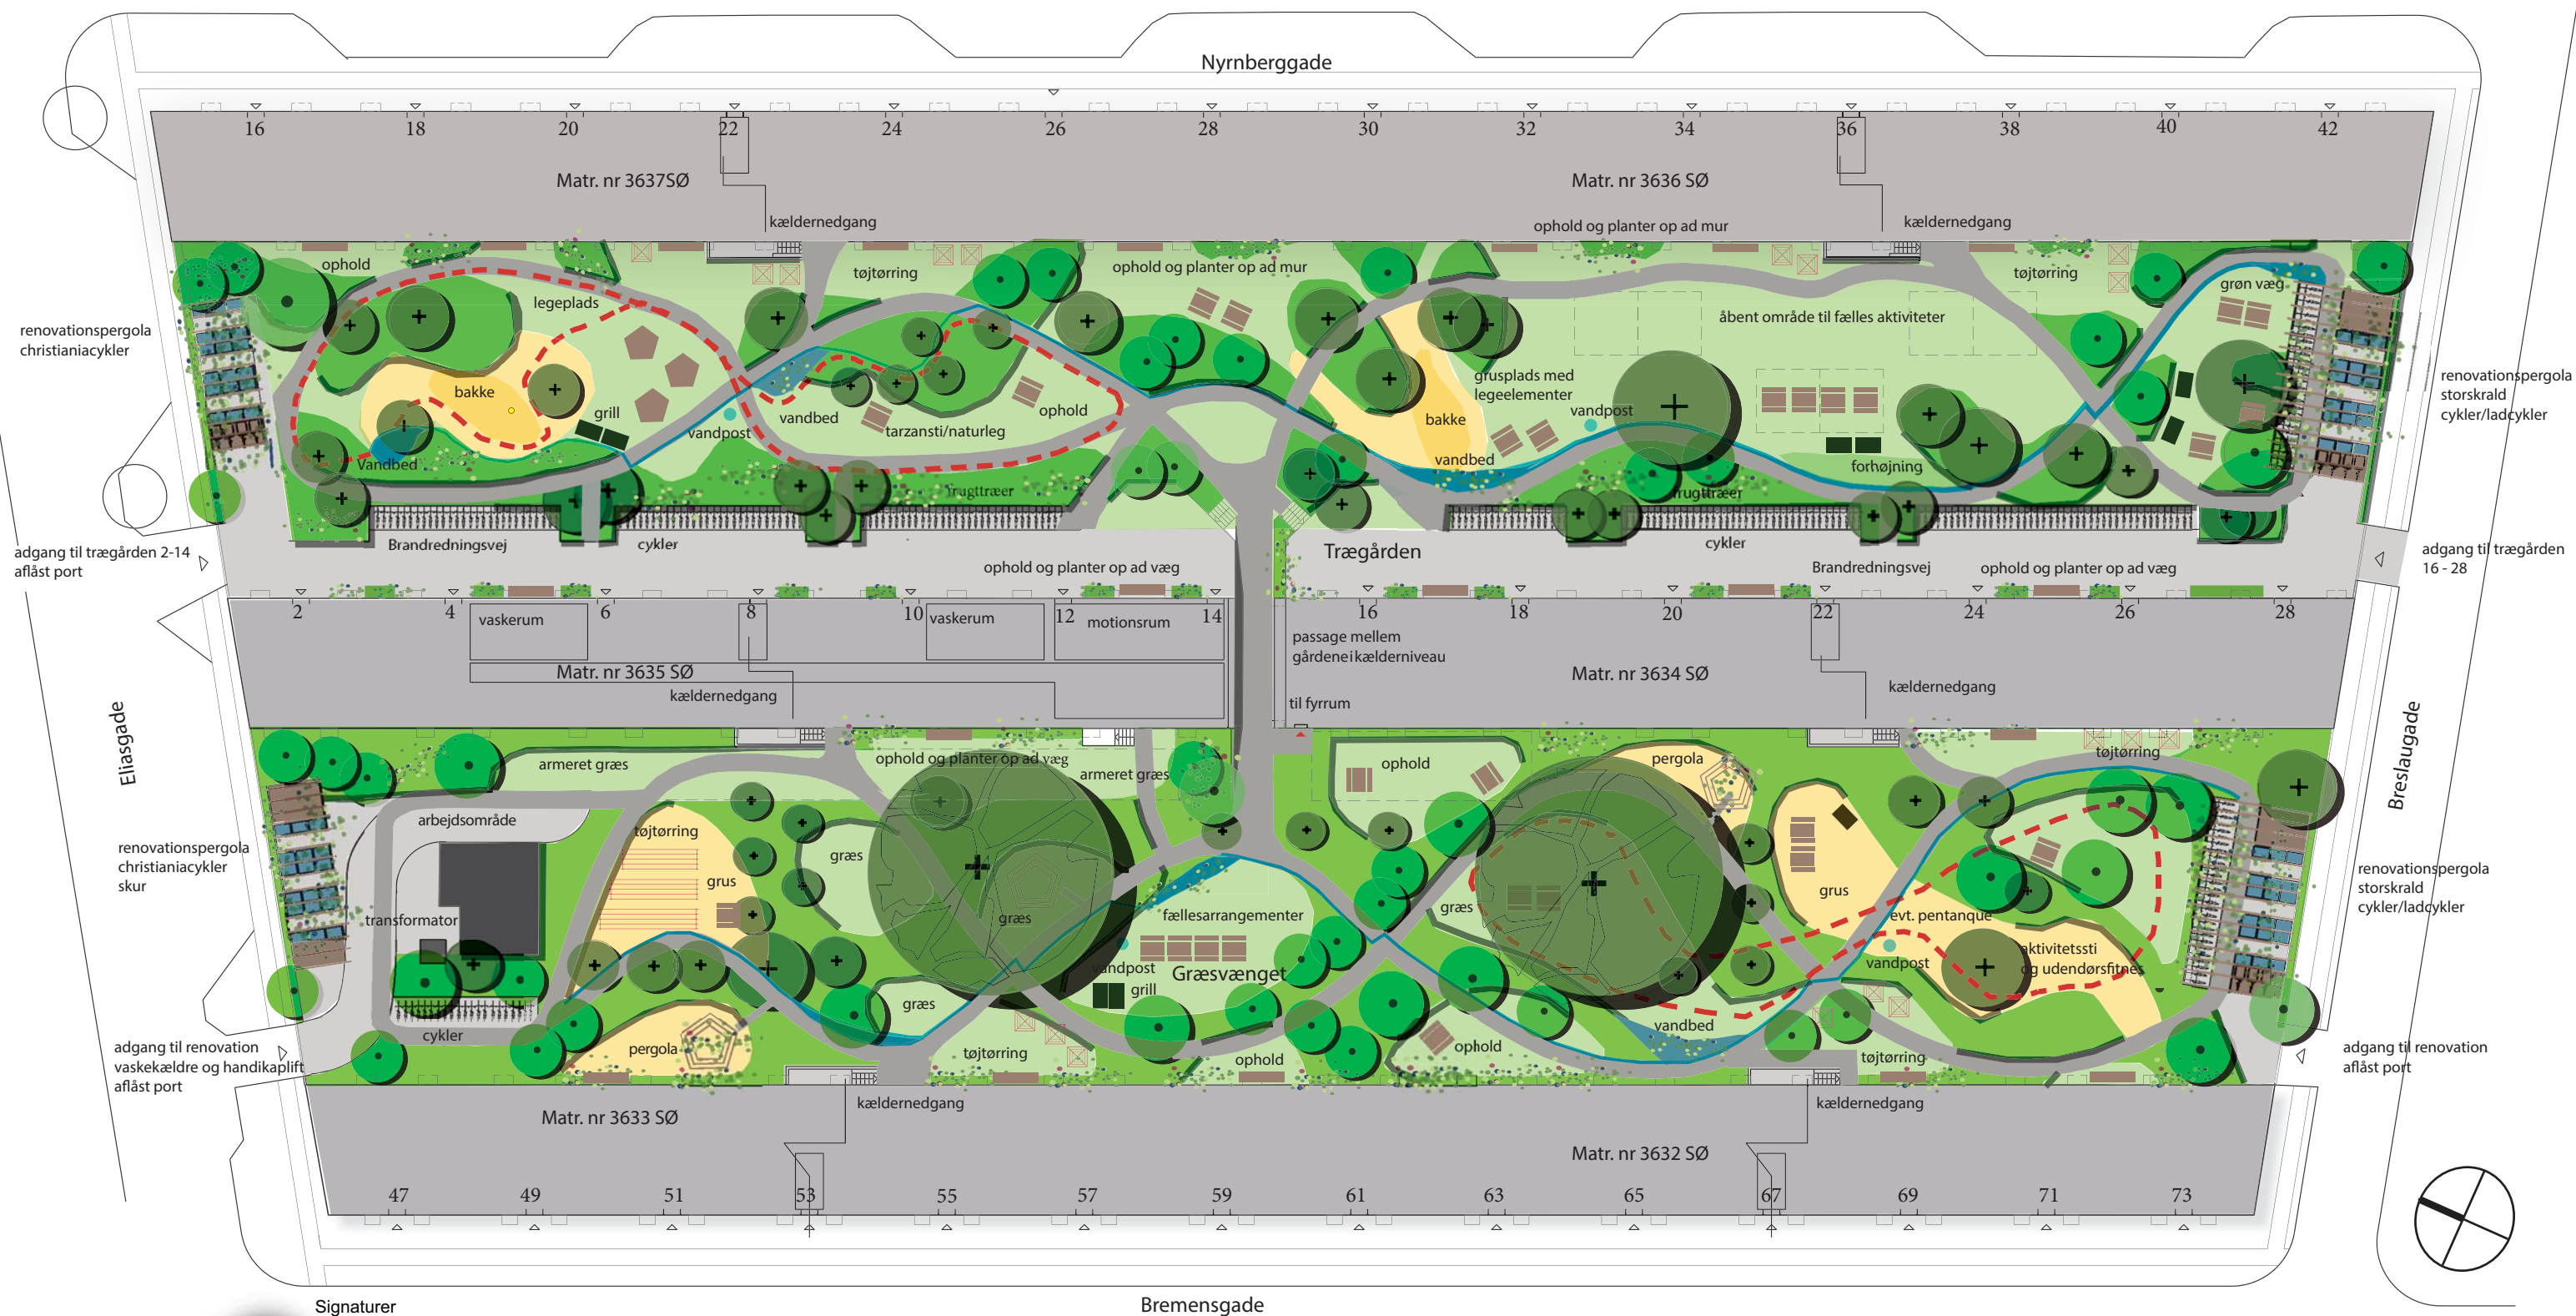 Nyrnberggade
16 18 20 22 24 26 28 30 32 34 36 38 40 42
Matr. nr 3637SØ
Matr. nr 3636 SØ
kældernedgang
ophold og planter op ad mur
kældernedgang
ophold
tøjtørring
ophold og planter op ad mur
tøjtørring
grøn væg
legeplads
åbent område til fælles aktiviteter
renovationspergola
christianiacykler
bakke
grill
vandpost
vandbed
tarzansti/naturleg
ophold
Vandbed
frugttræer
grusplads med
legeelementer
vandpost
bakke
vandbed
forhøjning
frugttræer
renovationspergola
storskrald
cykler/ladcykler
Brandredningsvej
cykler
Trægården
cykler
adgang til trægården 2-14
aflåst port
ophold og planter op ad væg
Brandredningsvej
ophold og planter op ad væg
adgang til trægården
16 - 28
2 4 6 8 10 12 14 16 18 20 22 24 26 28
vaskerum
vaskerum
motionsrum
passage mellem
gårdene i kælderniveau
Matr. nr 3635 SØ
Matr. nr 3634 SØ
kældernedgang
kældernedgang
til fyrrum
Eliasgade
Breslaugade
armeret græs
ophold og planter op ad væg
armeret græs
ophold
pergola
tøjtørring
arbejdsområde
tøjtørring
græs
grus
græs
fællesarrangementer
græs
grus
evt. pentanque
renovationspergola
christianiacykler
skur
transformator
vandpost
Græsvænget
grill
græs
vandpost
aktivitetssti
og udendørsfitnes
renovationspergola
storskrald
cykler/ladcykler
cykler
pergola
tøjtørring
ophold
ophold
vandbed
tøjtørring
adgang til renovation
vaskekældre og handikaplift
aflåst port
adgang til renovation
aflåst port
kældernedgang
kældernedgang
Matr. nr 3633 SØ
Matr. nr 3632 SØ
47 49 51 53 55 57 59 61 63 65 67 69 71 73
Signaturer
Bremensgade